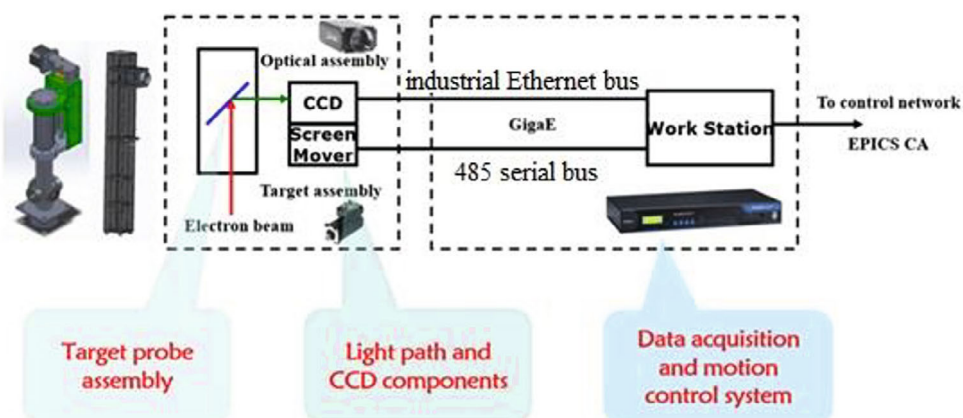 Optical assembly
industrial Ethernet bus
CCD
To control network
GigaE
Work Station
Screen
Mover
EPICS CA
485 serial bus
Target assembly
Electron beam
Target probe
assembly
Light path and
CCD components
Data acquisition
and motion
control system